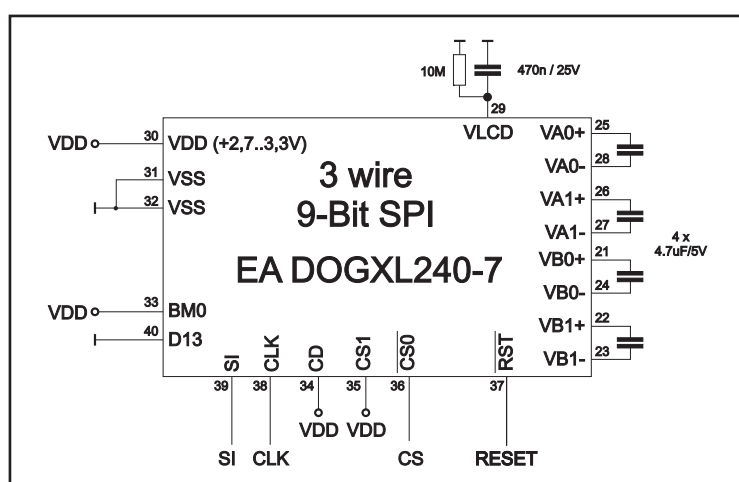 10M
470n / 25V
29
VLCD
VDD
30
VDD (+2,7..3,3V)
31
VSS
32
VSS
3 wire
9-Bit SPI
EA DOGXL240-7
VA0+
25
VA0-
28
VA1+
26
VA1-
27
VB0+
21
VB0-
24
VB1+
22
VB1-
23
4 x
4.7uF/5V
VDD
33
BM0
40
D13
SI
CLK
CD
CS1
CS0
RST
39
38
34
35
36
37
VDD
VDD
SI
CLK
CS
RESET